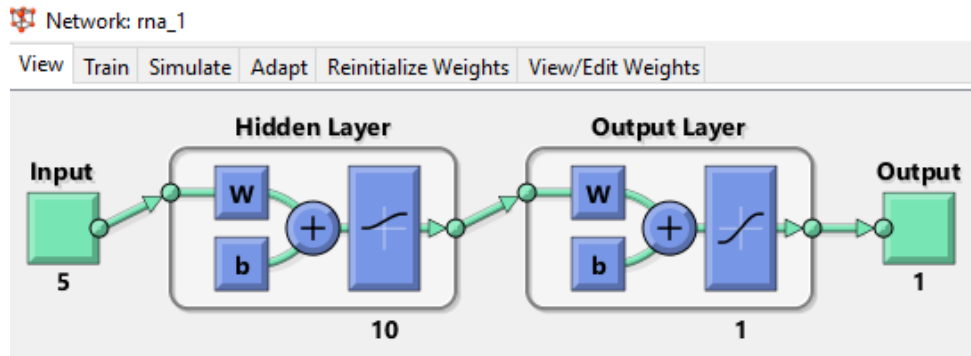 Network: rna_1
View Train Simulate Adapt Reinitialize Weights View/Edit Weights
Hidden Layer Output Layer
Input Output
W W
b b
5 1
10 1